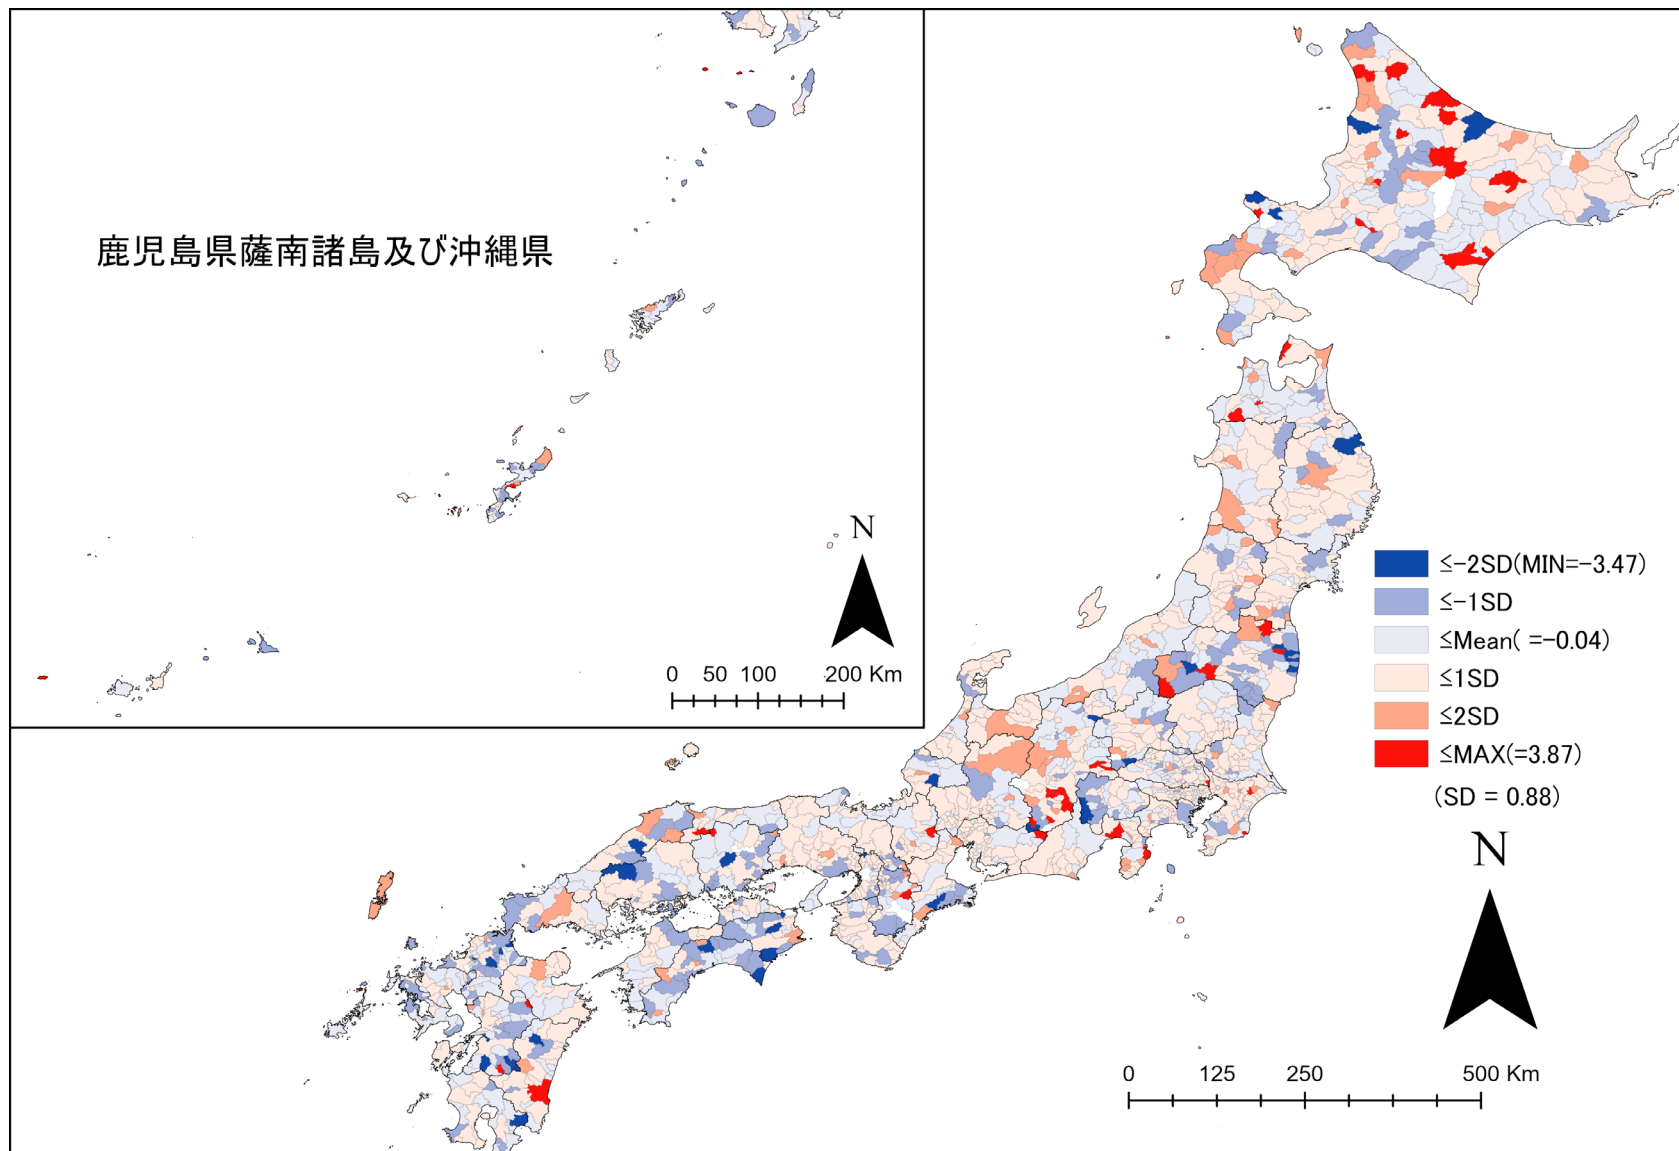 鹿児島県薩南諸島及び沖縄県
N
0 50 100 200 Km
≤-2SD(MIN=-3.47)
≤-1SD
≤Mean( =-0.04)
≤1SD
≤2SD
≤MAX(=3.87)
(SD = 0.88)
N
0 125 250 500 Km